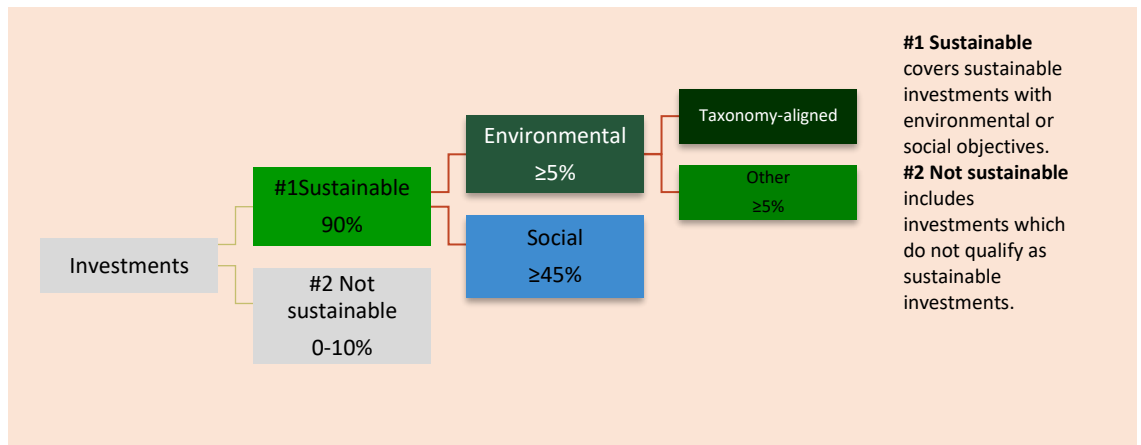 Investments
#1Sustainable
90%
#2 Not
sustainable
0-10%
Environmental
≥5%
Social
≥45%
Taxonomy-aligned
Other
≥5%
#1 Sustainable
covers sustainable
investments with
environmental or
social objectives.
#2 Not sustainable
includes
investments which
do not qualify as
sustainable
investments.